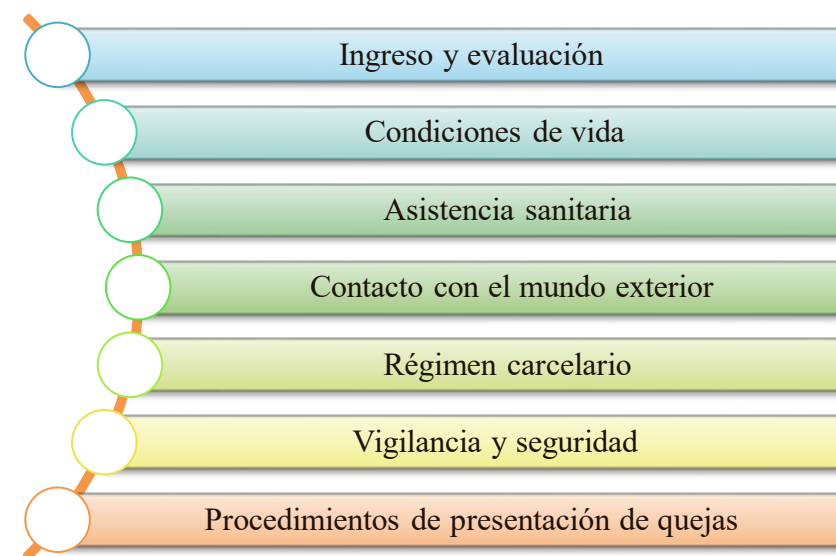 Ingreso y evaluación
Condiciones de vida
Asistencia sanitaria
Contacto con el mundo exterior
Régimen carcelario
Vigilancia y seguridad
Procedimientos de presentación de quejas